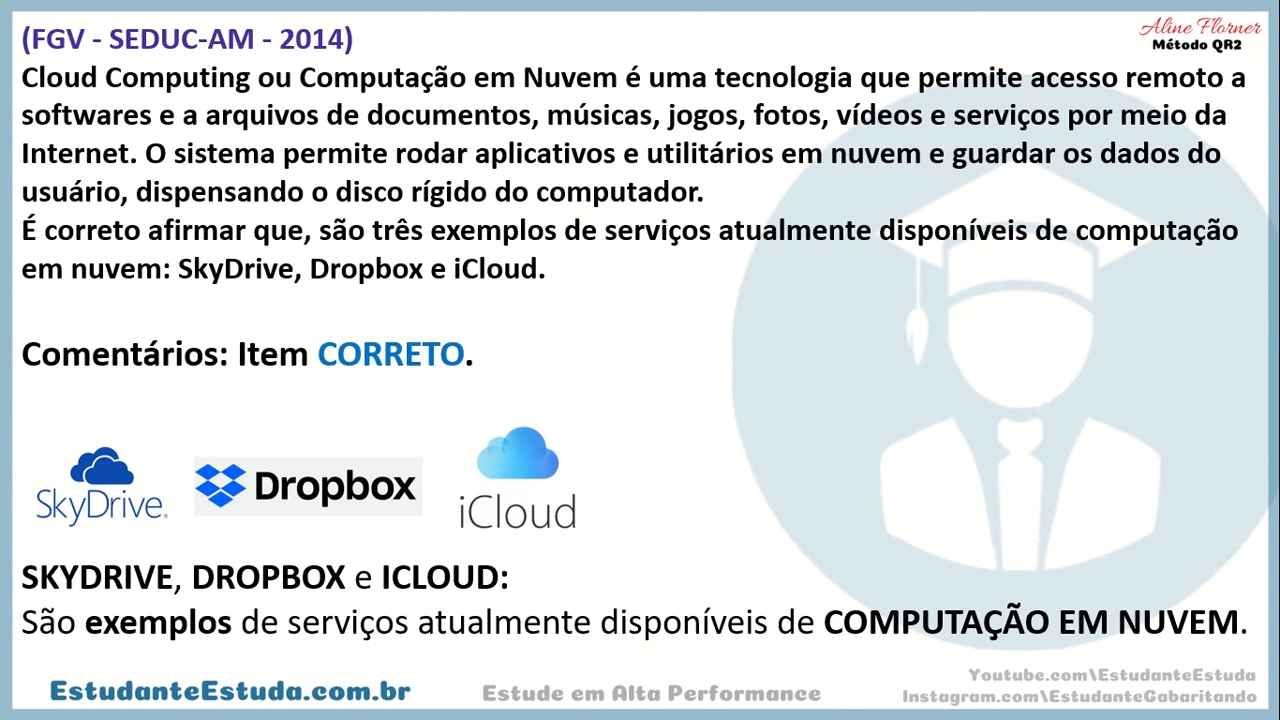 (FGV - SEDUC-AM - 2014)
Aline Florner
Método QR2
Cloud Computing ou Computação em Nuvem é uma tecnologia que permite acesso remoto a
softwares e a arquivos de documentos, músicas, jogos, fotos, vídeos e serviços por meio da
Internet. O sistema permite rodar aplicativos e utilitários em nuvem e guardar os dados do
usuário, dispensando o disco rígido do computador.
É correto afirmar que, são três exemplos de serviços atualmente disponíveis de computação
em nuvem: SkyDrive, Dropbox e iCloud.
Comentários: Item CORRETO.
SkyDrive.
Dropbox
iCloud
SKYDRIVE, DROPBOX e ICLOUD:
São exemplos de serviços atualmente disponíveis de COMPUTAÇÃO EM NUVEM.
EstudanteEstuda.com.br
Estude em Alta Performance
Youtube.com\EstudanteEstuda
Instagram.com\EstudanteGabaritando